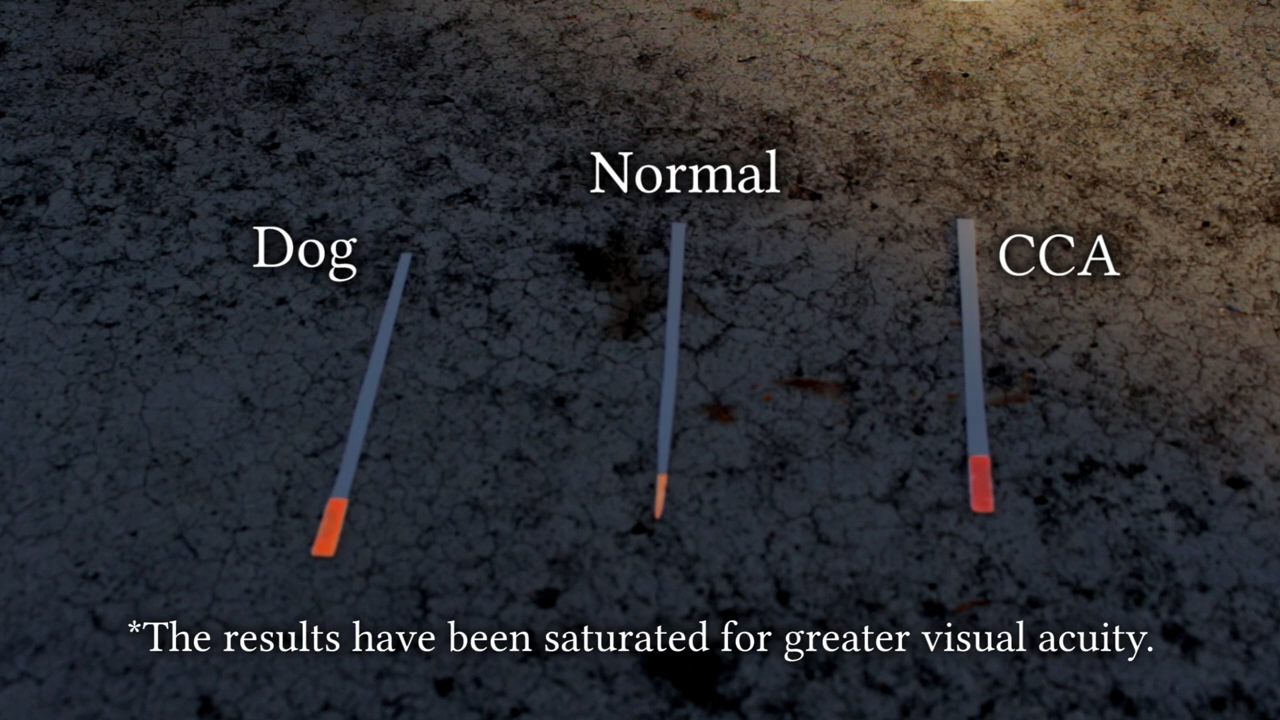 Normal
Dog
CCA
*The results have been saturated for greater visual acuity.